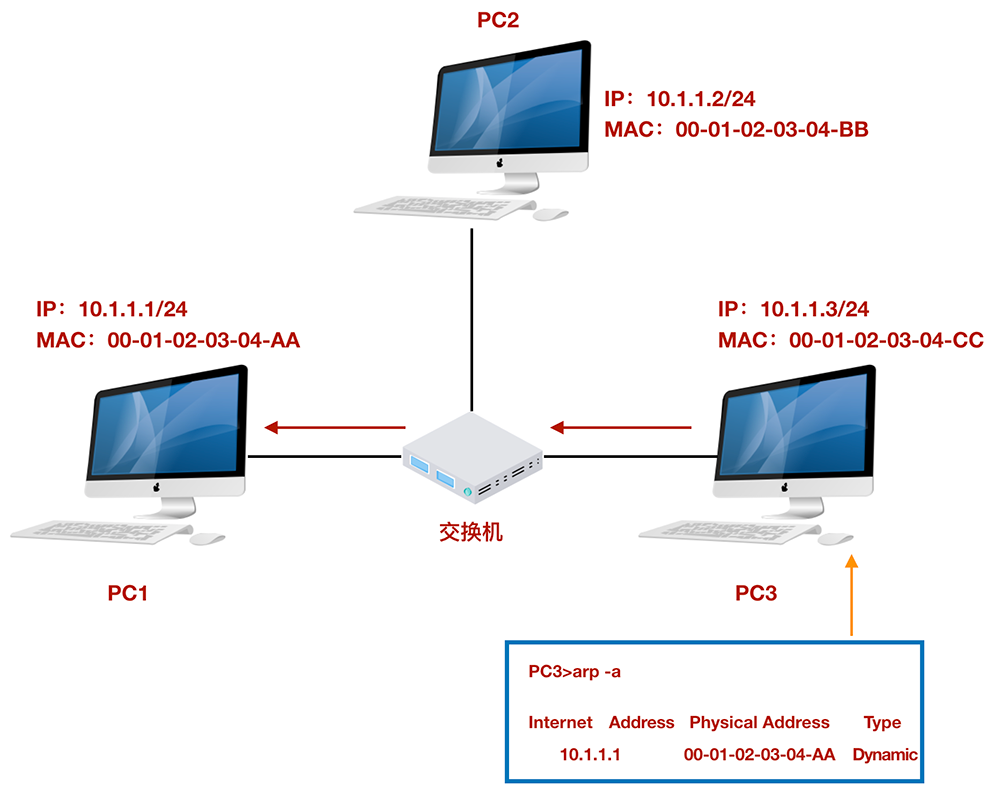 PC2
IP：10.1.1.2/24
MAC：00-01-02-03-04-BB
IP：10.1.1.1/24
MAC：00-01-02-03-04-AA
IP：10.1.1.3/24
MAC：00-01-02-03-04-CC
交换机
PC1
PC3
PC3>arp -a
Internet Address Physical Address Type
10.1.1.1 00-01-02-03-04-AA Dynamic